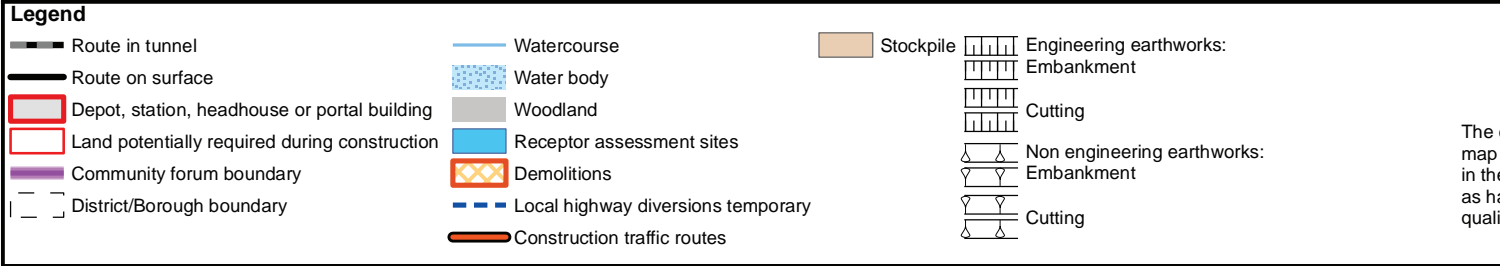 Legend
Route in tunnel
Route on surface
Depot, station, headhouse or portal building
Land potentially required during construction
Community forum boundary
District/Borough boundary
Watercourse
Water body
Woodland
Receptor assessment sites
Demolitions
Local highway diversions temporary
Construction traffic routes
Stockpile
Engineering earthworks:
Embankment
Cutting
Non engineering earthworks:
Embankment
Cutting
The
map
in the
as ha
quali